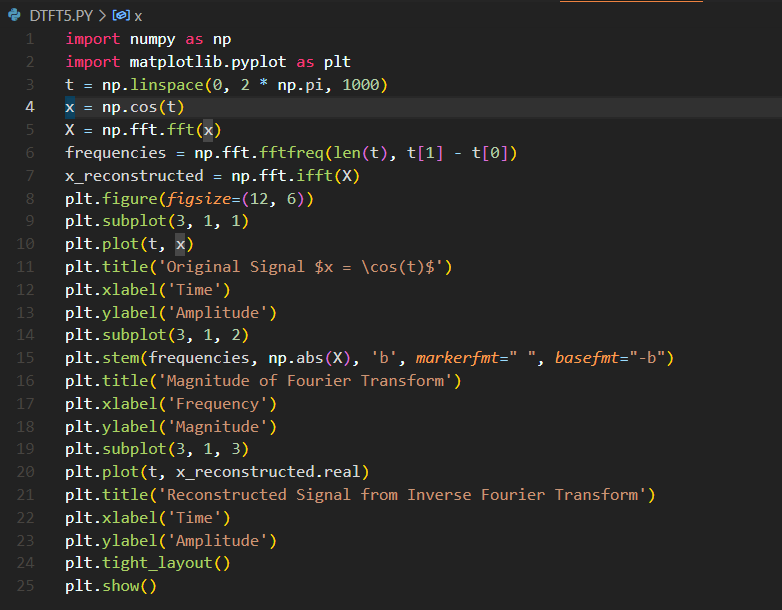 DTFT5.PY > x
1 import numpy as np
2 import matplotlib.pyplot as plt
3 t = np.linspace(0, 2 * np.pi, 1000)
4 x = np.cos(t)
5 X = np.fft.fft(x)
6 frequencies = np.fft.fftfreq(len(t), t[1] - t[0])
7 x_reconstructed = np.fft.ifft(X)
8 plt.figure(figsize=(12, 6))
9 plt.subplot(3, 1, 1)
10 plt.plot(t, x)
11 plt.title('Original Signal $x = \cos(t)$')
12 plt.xlabel('Time')
13 plt.ylabel('Amplitude')
14 plt.subplot(3, 1, 2)
15 plt.stem(frequencies, np.abs(X), 'b', markerfmt=" ", basefmt="-b")
16 plt.title('Magnitude of Fourier Transform')
17 plt.xlabel('Frequency')
18 plt.ylabel('Magnitude')
19 plt.subplot(3, 1, 3)
20 plt.plot(t, x_reconstructed.real)
21 plt.title('Reconstructed Signal from Inverse Fourier Transform')
22 plt.xlabel('Time')
23 plt.ylabel('Amplitude')
24 plt.tight_layout()
25 plt.show()